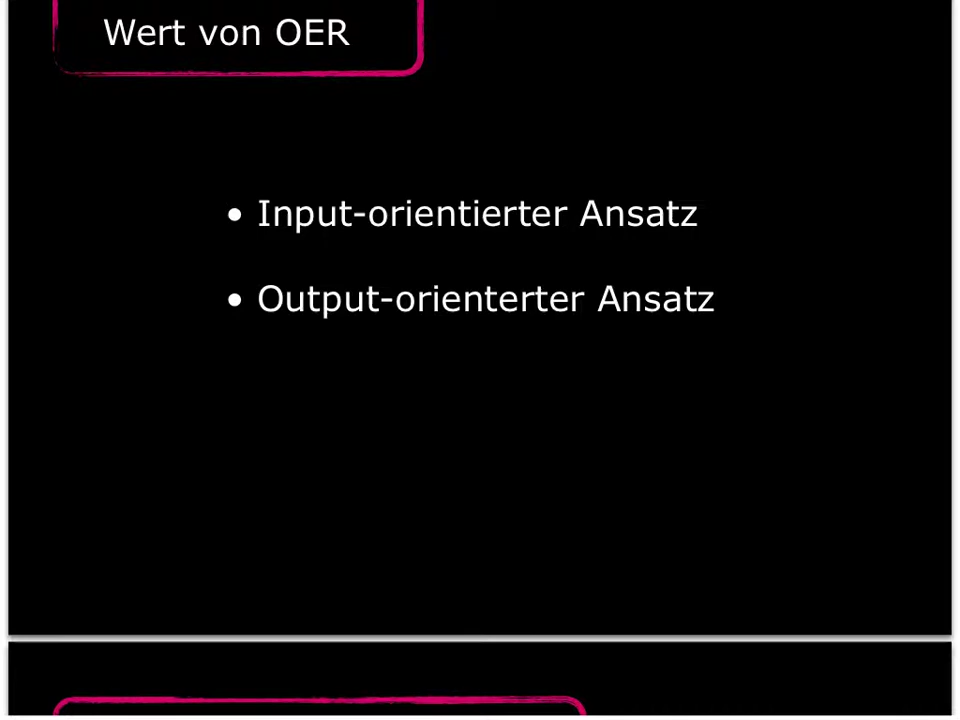 Wert von OER
• Input-orientierter Ansatz
• Output-orienterter Ansatz